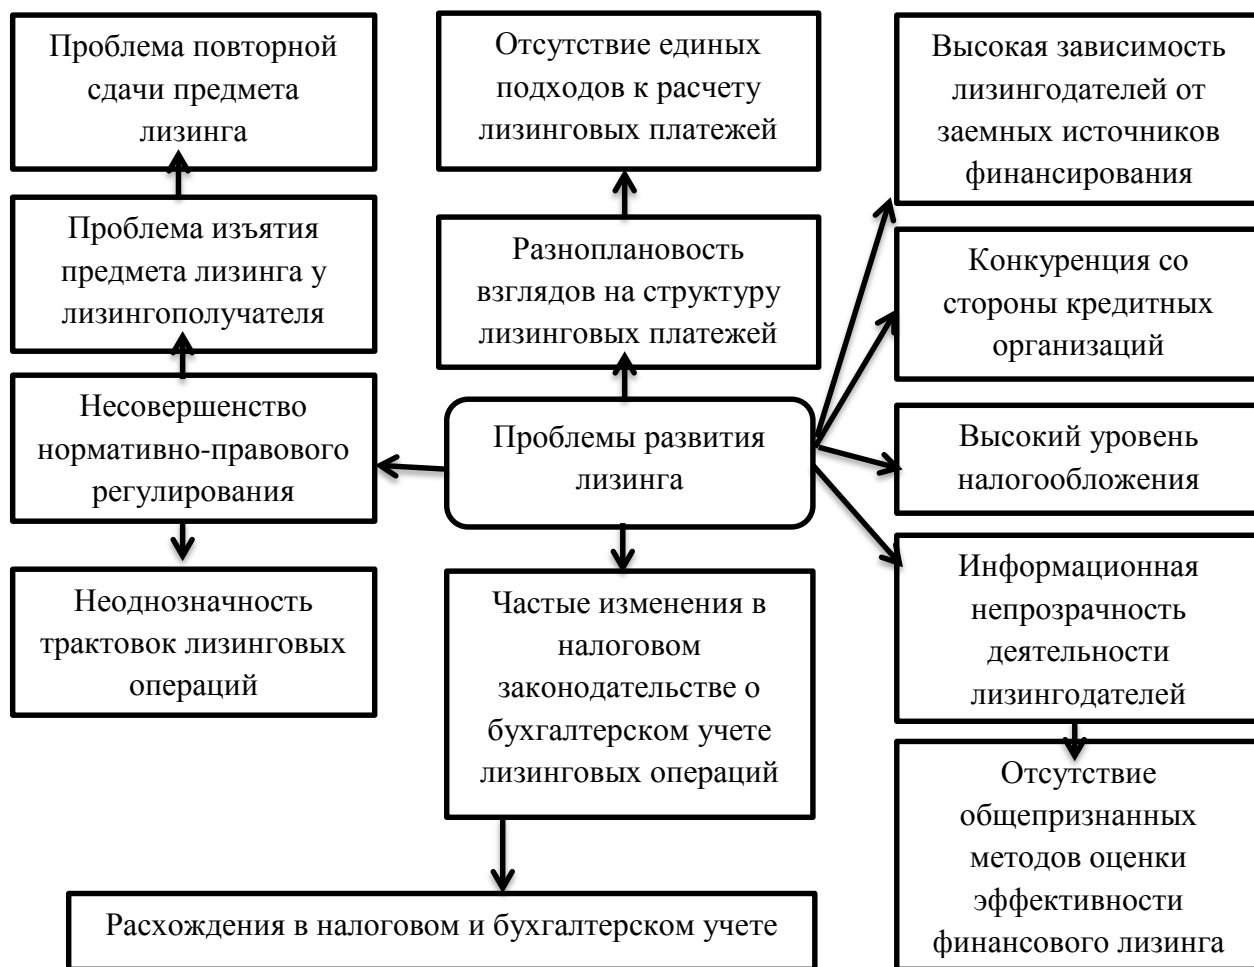 Проблема повторной
сдачи предмета
лизинга
Отсутствие единых
подходов к расчету
лизинговых платежей
Высокая зависимость
лизингодателей от
заемных источников
финансирования
Проблема изъятия
предмета лизинга у
лизингополучателя
Разноплановость
взглядов на структуру
лизинговых платежей
Конкуренция со
стороны кредитных
организаций
Несовершенство
нормативно-правового
регулирования
Проблемы развития
лизинга
Высокий уровень
налогообложения
Неоднозначность
трактовок лизинговых
операций
Частые изменения в
налоговом
законодательстве о
бухгалтерском учете
лизинговых операций
Информационная
непрозрачность
деятельности
лизингодателей
Расхождения в налоговом и бухгалтерском учете
Отсутствие
общепризнанных
методов оценки
эффективности
финансового лизинга